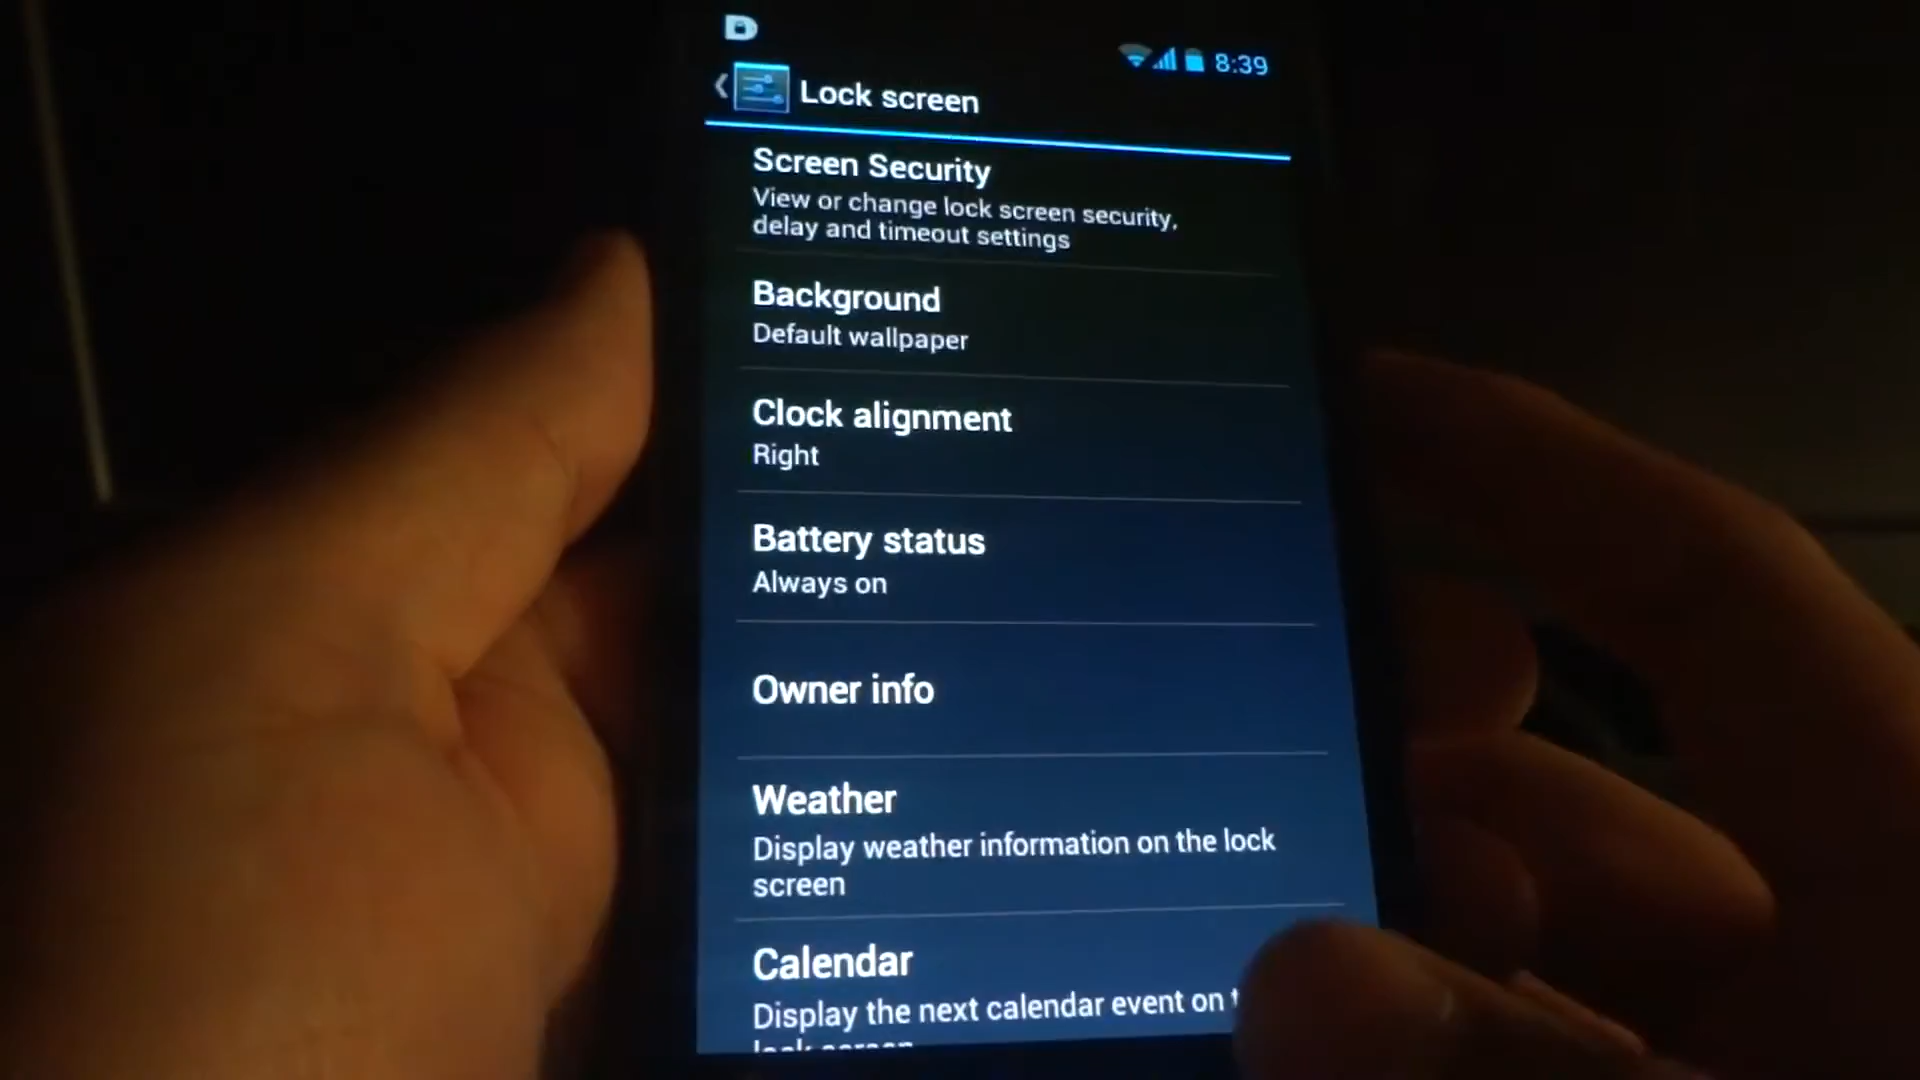 8:39
Lock screen
Screen Security
View or change lock screen security,
delay and timeout settings
Background
Default wallpaper
Clock alignment
Right
Battery status
Always on
Owner info
Weather
Display weather information on the lock
screen
Calendar
Display the next calendar event on
lock screen